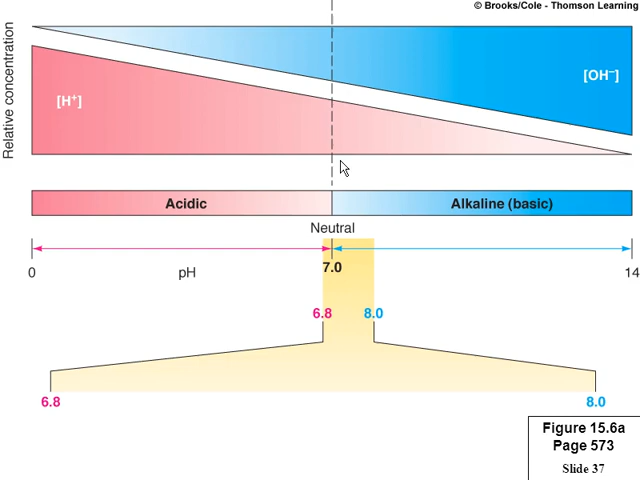 © Brooks/Cole - Thomson Learning
Relative concentration
[OH⁻]
[H⁺]
Acidic
Alkaline (basic)
Neutral
0
pH
7.0
14
6.8
8.0
6.8
8.0
Figure 15.6a
Page 573
Slide 37